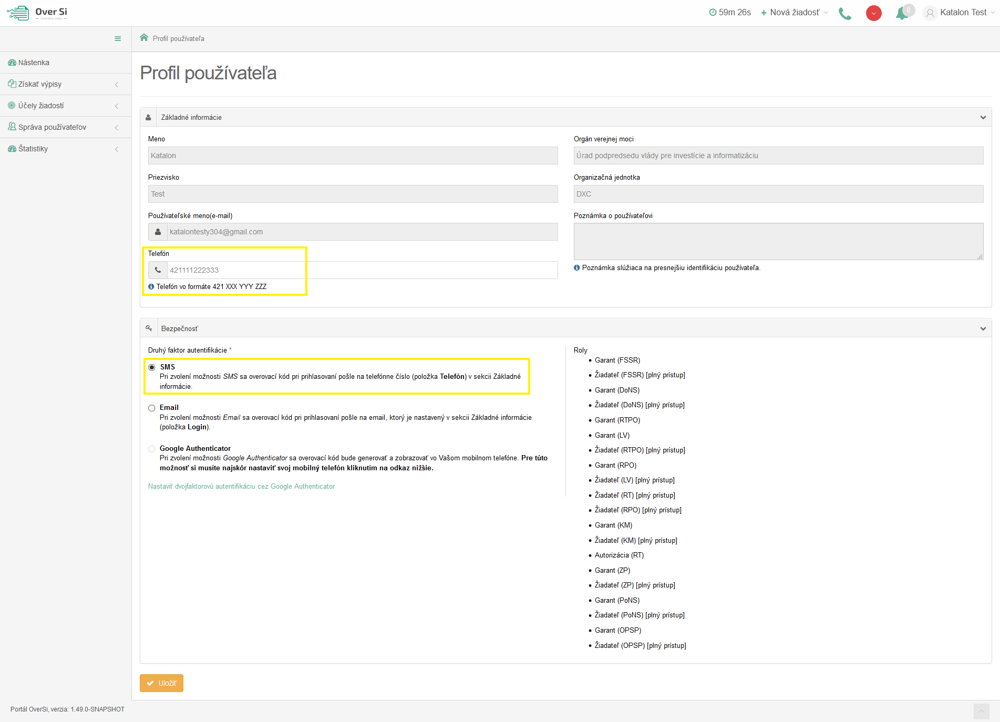 Over Si
Centrálne údaje
59m 26s
Nová žiadosť
0
Katalon Test
Profil používateľa
Nástenka
Získať výpisy
Účely žiadostí
Správa používateľov
Štatistiky
Profil používateľa
Základné informácie
Meno
Katalon
Orgán verejnej moci
Úrad podpredsedu vlády pre investície a informatizáciu
Priezvisko
Test
Organizačná jednotka
DXC
Používateľské meno(e-mail)
katalontesty304@gmail.com
Poznámka o používateľovi
Poznámka slúžiaca na presnejšiu identifikáciu používateľa.
Telefón
421111222333
Telefón vo formáte 421 XXX YYY ZZZ
Bezpečnosť
Druhý faktor autentifikácie *
SMS
Pri zvolení možnosti SMS sa overovací kód pri prihlasovaní pošle na telefónne číslo (položka Telefón) v sekcii Základné
informácie.
Email
Pri zvolení možnosti Email sa overovací kód pri prihlasovaní pošle na email, ktorý je nastavený v sekcii Základné informácie
(položka Login).
Google Authenticator
Pri zvolení možnosti Google Authenticator sa overovací kód bude generovať a zobrazovať vo Vašom mobilnom telefóne. Pre túto
možnosť si musíte najskôr nastaviť svoj mobilný telefón kliknutím na odkaz nižšie.
Nastaviť dvojfaktorovú autentifikáciu cez Google Authenticator
Roly
Garant (FSSR)
Žiadateľ (FSSR) [plný prístup]
Garant (DoNS)
Žiadateľ (DoNS) [plný prístup]
Garant (RTPO)
Garant (LV)
Žiadateľ (RTPO) [plný prístup]
Garant (RPO)
Žiadateľ (LV) [plný prístup]
Žiadateľ (RT) [plný prístup]
Žiadateľ (RPO) [plný prístup]
Garant (KM)
Žiadateľ (KM) [plný prístup]
Autorizácia (RT)
Garant (ZP)
Žiadateľ (ZP) [plný prístup]
Garant (PoNS)
Žiadateľ (PoNS) [plný prístup]
Garant (OPSP)
Žiadateľ (OPSP) [plný prístup]
Uložiť
Portál OverSi, verzia: 1.49.0-SNAPSHOT